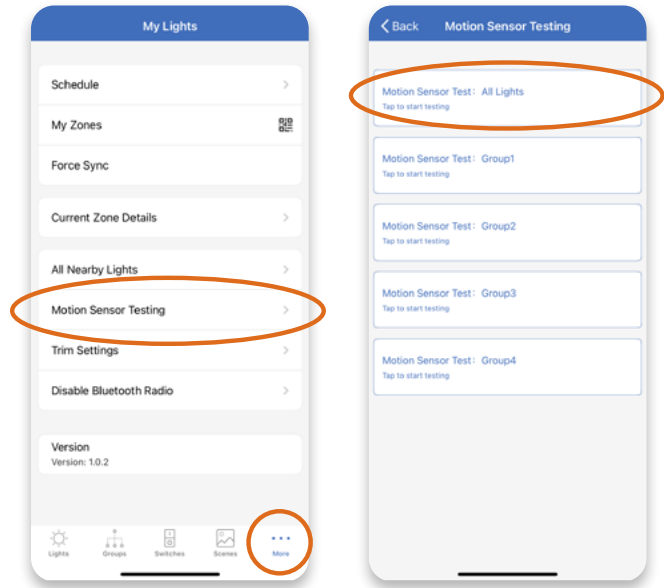 My Lights
Schedule
My Zones
Force Sync
Current Zone Details
All Nearby Lights
Motion Sensor Testing
Trim Settings
Disable Bluetooth Radio
Version
Version: 1.0.2
Lights
Groups
Switches
Scenes
More
Back
Motion Sensor Testing
Motion Sensor Test: All Lights
Tap to start testing
Motion Sensor Test: Group1
Tap to start testing
Motion Sensor Test: Group2
Tap to start testing
Motion Sensor Test: Group3
Tap to start testing
Motion Sensor Test: Group4
Tap to start testing